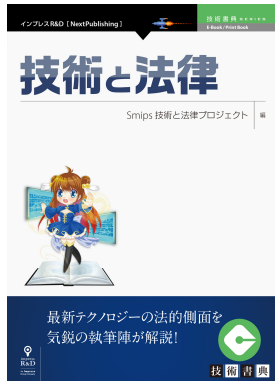 インプレスR&D [ NextPublishing ]
技術書典 SERIES
E-Book / Print Book
技術と法律
Smips 技術と法律プロジェクト 編
最新テクノロジーの法的側面を
気鋭の執筆陣が解説!
R&D
技術書典